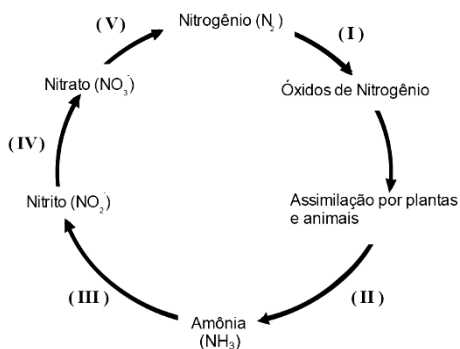 (V)
Nitrogênio (N₂)
(I)
Nitrato (NO₃⁻)
Óxidos de Nitrogênio
(IV)
Nitrito (NO₂⁻)
Assimilação por plantas
e animais
(III)
(II)
Amônia
(NH₃)